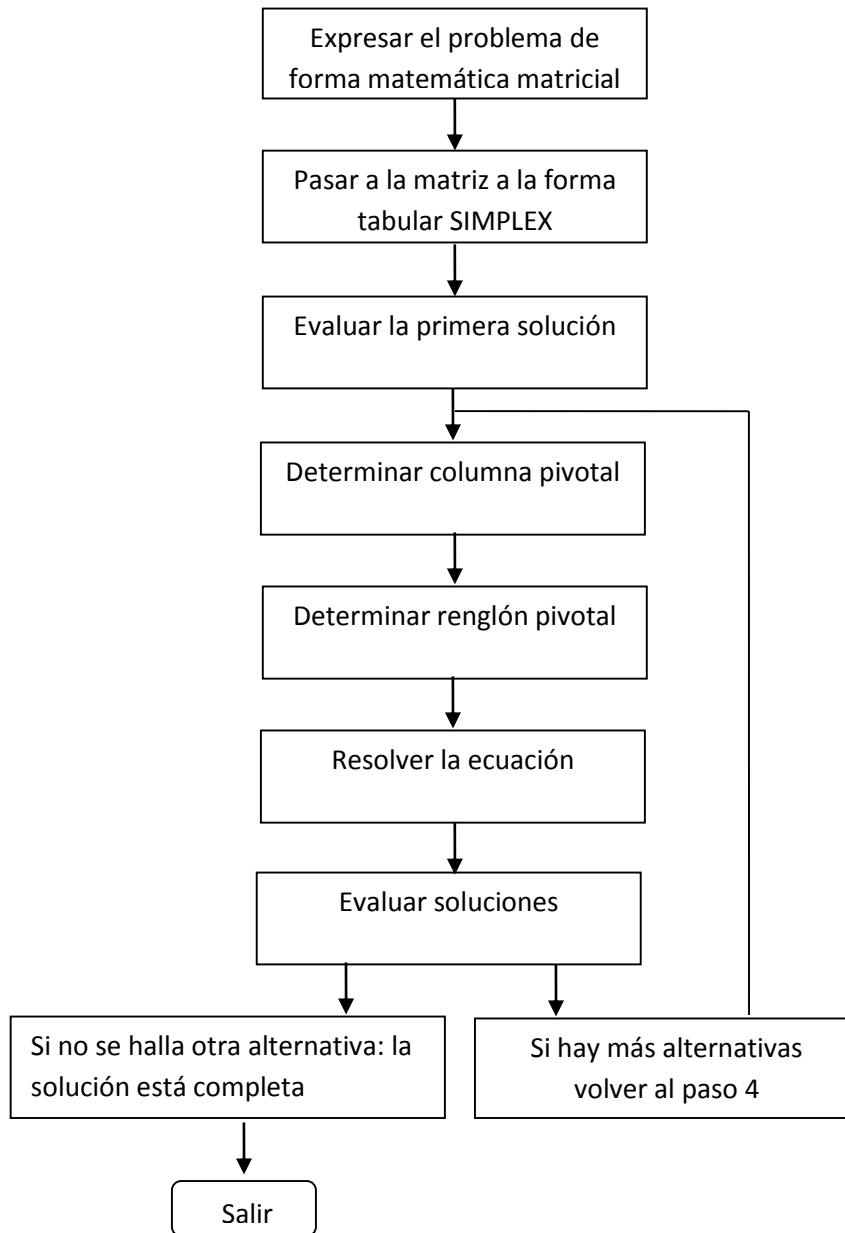 Expresar el problema de
forma matemática matricial
Pasar a la matriz a la forma
tabular SIMPLEX
Evaluar la primera solución
Determinar columna pivotal
Determinar renglón pivotal
Resolver la ecuación
Evaluar soluciones
Si no se halla otra alternativa: la
solución está completa
Si hay más alternativas
volver al paso 4
Salir